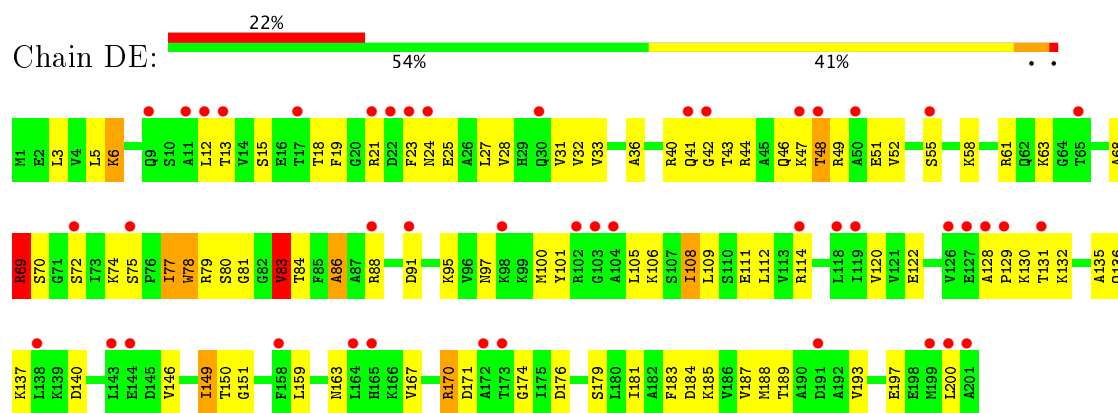 22%
Chain DE:
54% 41% • •
M1 E2 L3 V4 L5 K6 Q9 S10 A11 L12 T13 V14 S15 E16 T17 T18 F19 G20 R21 D22 F23 N24 E25 A26 L27 V28 H29 Q30 V31 V32 V33 A36 R40 Q41 G42 T43 R44 A45 Q46 K47 T48 R49 A50 E51 V52 S55 K58 R61 Q62 K63 G64 T65 A68
R69 S70 G71 S72 I73 K74 S75 P76 I77 W78 R79 S80 G81 G82 V83 T84 F85 A86 A87 R88 D91 K95 V96 N97 K98 K99 M100 Y101 R102 G103 A104 L105 K106 S107 I108 L109 S110 E111 L112 V113 R114 L118 I119 V120 V121 E122 V126 E127 A128 P129 K130 T131 K132 A135 Q136
K137 L138 K139 D140 L143 E144 D145 V146 I149 T150 G151 F158 L159 N163 L164 H165 K166 V167 R170 D171 A172 T173 G174 I175 D176 S179 L180 I181 A182 F183 D184 K185 V186 V187 M188 T189 A190 D191 A192 V193 E197 E198 M199 L200 A201